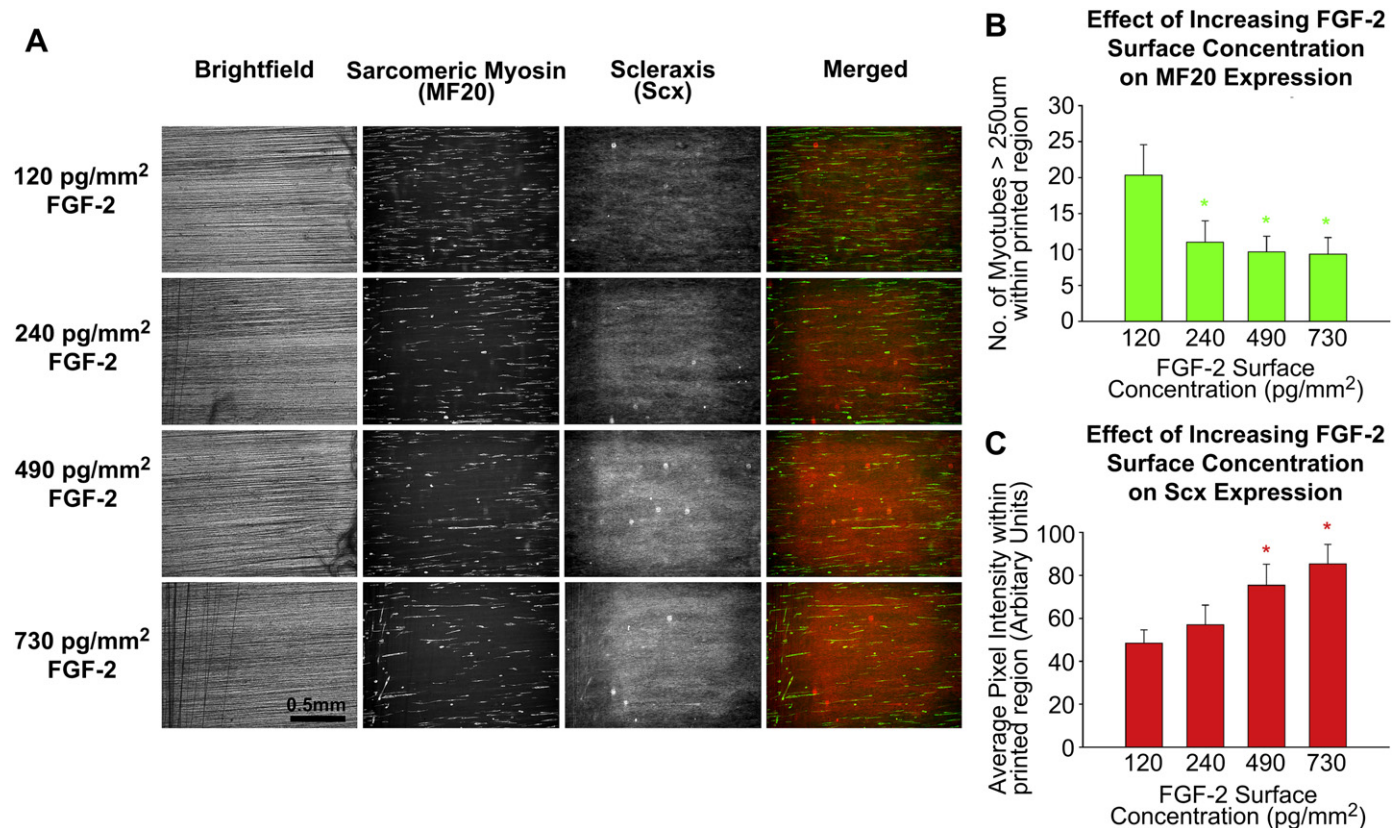 A
Brightfield
Sarcomeric Myosin
(MF20)
Scleraxis
(Scx)
Merged
120 pg/mm²
FGF-2
240 pg/mm²
FGF-2
490 pg/mm²
FGF-2
730 pg/mm²
FGF-2
0.5mm
B
Effect of Increasing FGF-2
Surface Concentration
on MF20 Expression
No. of Myotubes > 250um
within printed region
30
25
20
15
10
5
0
*
*
*
120
240
490
730
FGF-2 Surface
Concentration (pg/mm²)
C
Effect of Increasing FGF-2
Surface Concentration
on Scx Expression
Average Pixel Intensity within
printed region (Arbitary Units)
100
80
60
40
20
0
*
*
120
240
490
730
FGF-2 Surface
Concentration (pg/mm²)